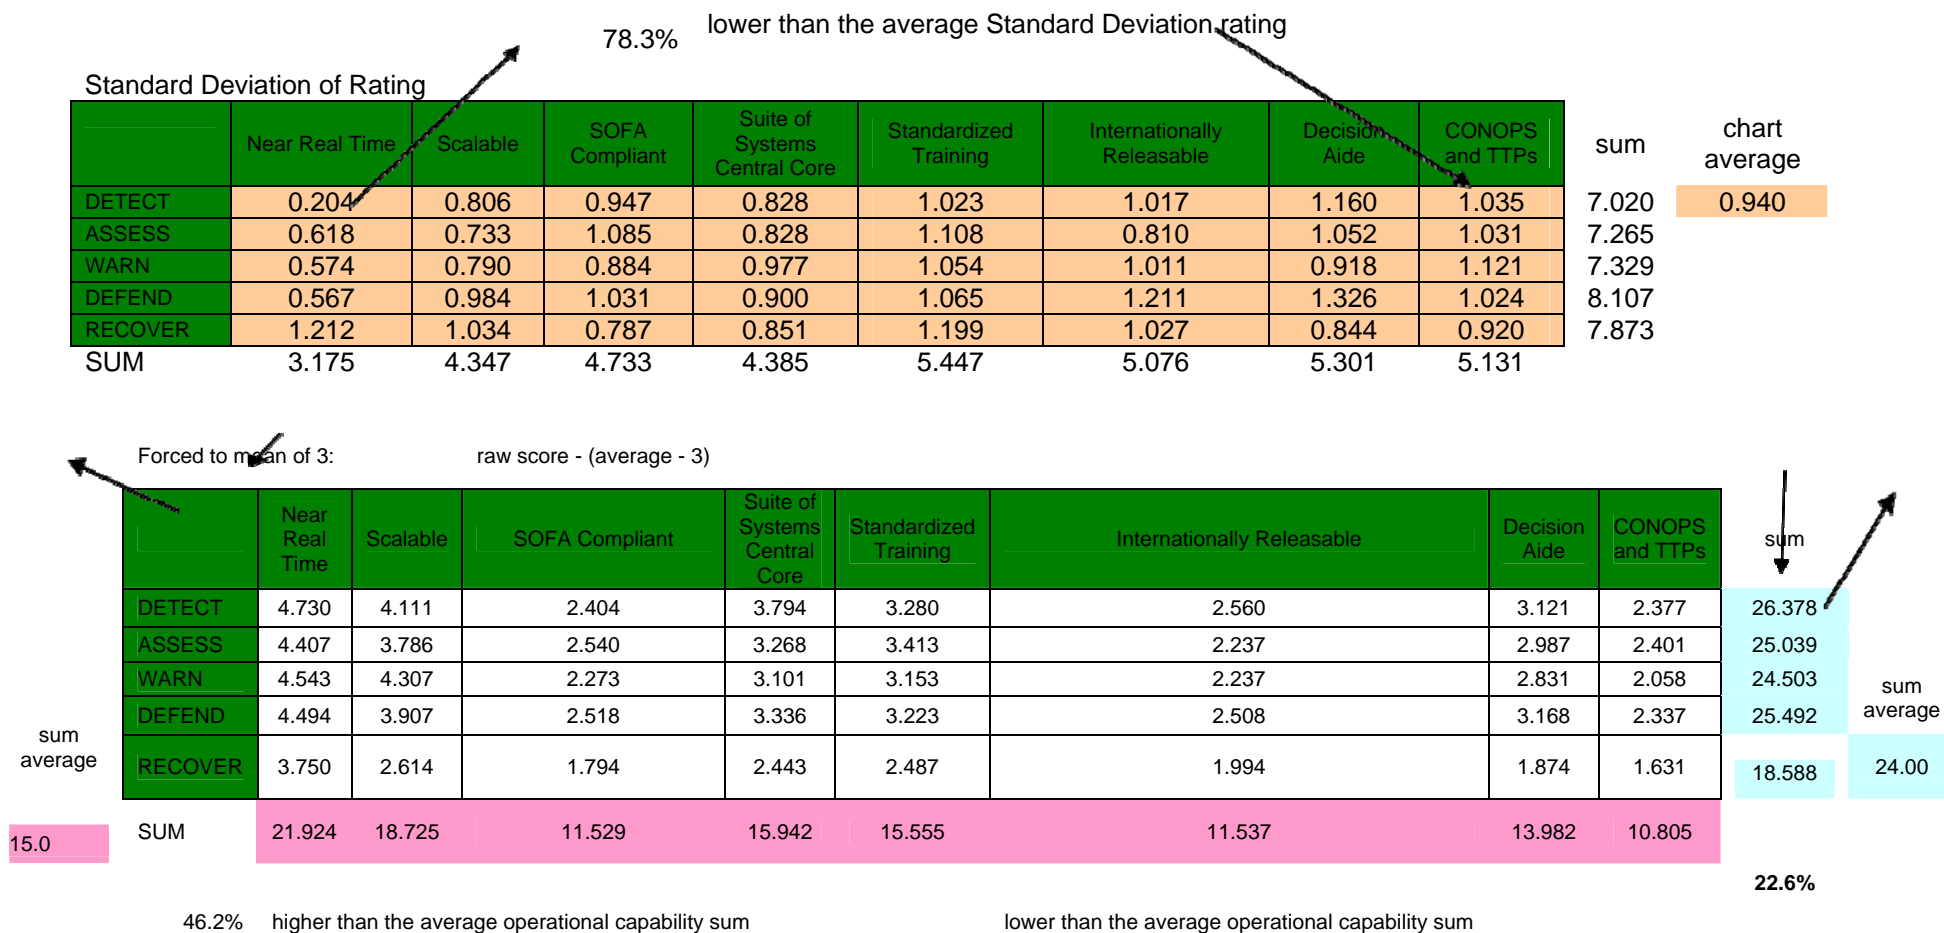 lower than the average Standard Deviation rating
78.3%
Standard Deviation of Rating
Near Real Time Scalable SOFA Compliant Suite of Systems Central Core Standardized Training Internationally Releasable Decision Aide CONOPS and TTPs sum chart average
DETECT 0.204 0.806 0.947 0.828 1.023 1.017 1.160 1.035 7.020 0.940
ASSESS 0.618 0.733 1.085 0.828 1.108 0.810 1.052 1.031 7.265
WARN 0.574 0.790 0.884 0.977 1.054 1.011 0.918 1.121 7.329
DEFEND 0.567 0.984 1.031 0.900 1.065 1.211 1.326 1.024 8.107
RECOVER 1.212 1.034 0.787 0.851 1.199 1.027 0.844 0.920 7.873
SUM 3.175 4.347 4.733 4.385 5.447 5.076 5.301 5.131
Forced to mean of 3: raw score - (average - 3)
Near Real Time Scalable SOFA Compliant Suite of Systems Central Core Standardized Training Internationally Releasable Decision Aide CONOPS and TTPs sum
DETECT 4.730 4.111 2.404 3.794 3.280 2.560 3.121 2.377 26.378
ASSESS 4.407 3.786 2.540 3.268 3.413 2.237 2.987 2.401 25.039
WARN 4.543 4.307 2.273 3.101 3.153 2.237 2.831 2.058 24.503
DEFEND 4.494 3.907 2.518 3.336 3.223 2.508 3.168 2.337 25.492
sum average
sum average
RECOVER 3.750 2.614 1.794 2.443 2.487 1.994 1.874 1.631 18.588 24.00
15.0 SUM 21.924 18.725 11.529 15.942 15.555 11.537 13.982 10.805
22.6%
46.2% higher than the average operational capability sum lower than the average operational capability sum